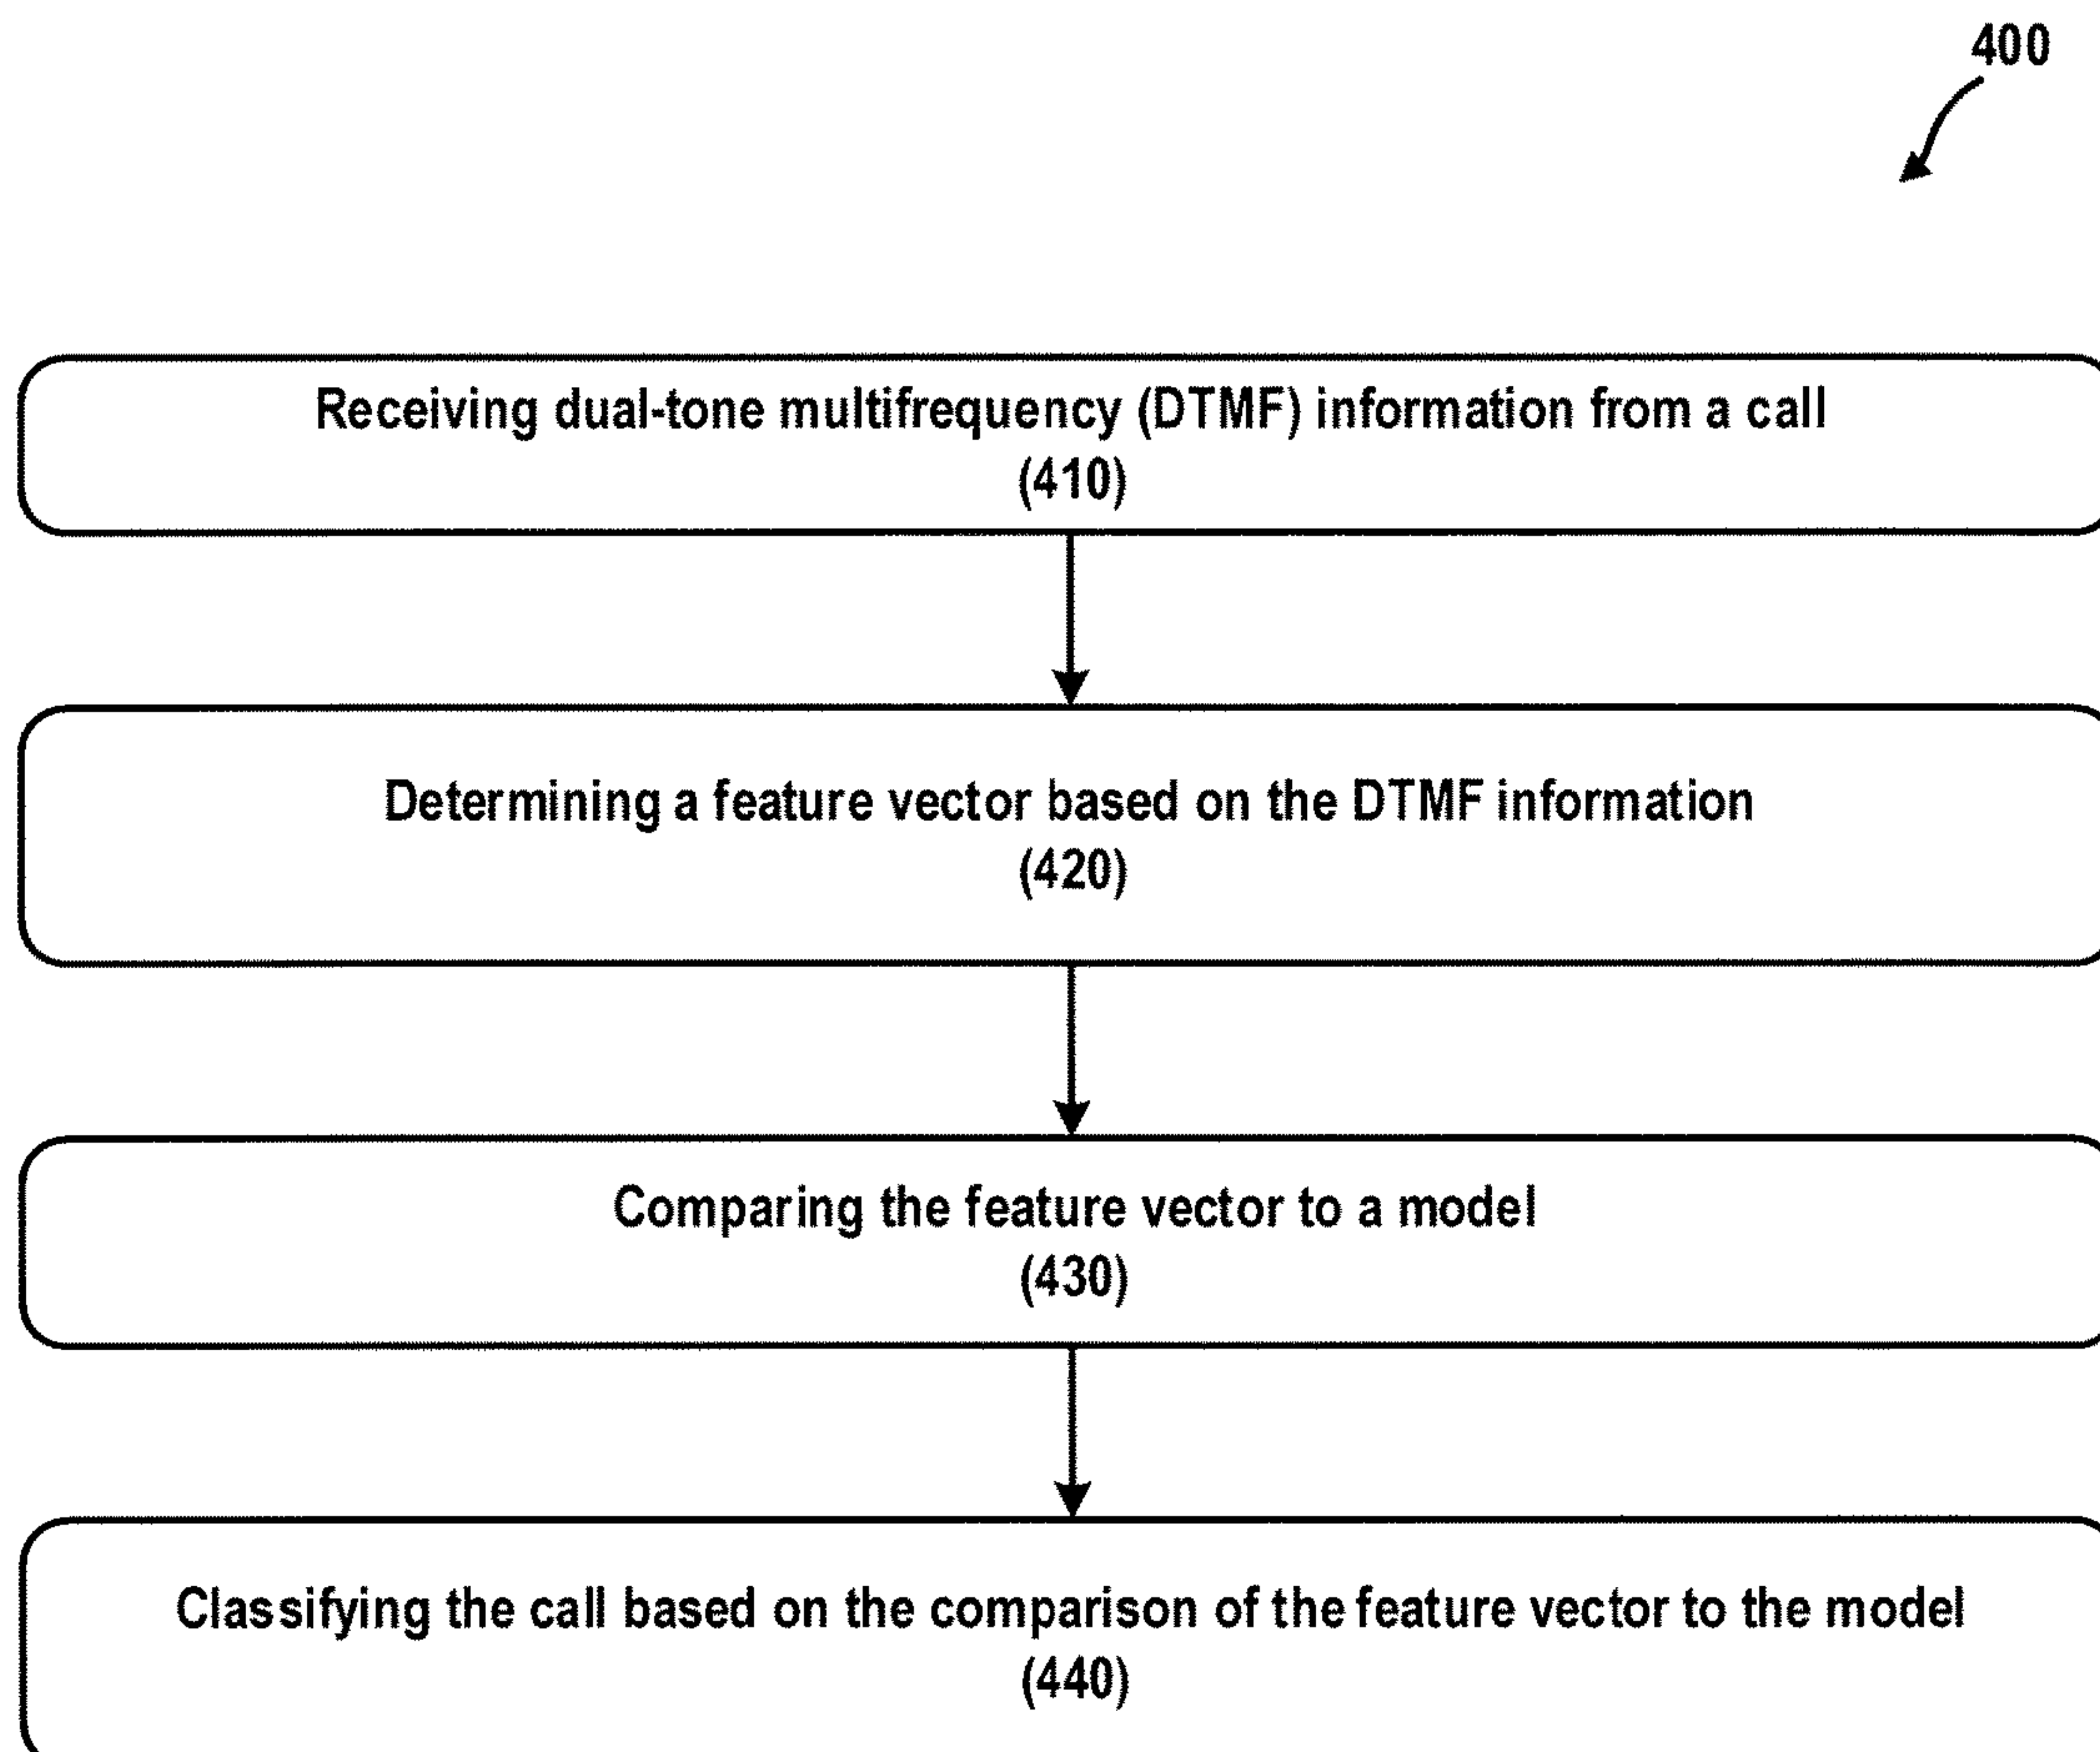 400
Receiving dual-tone multifrequency (DTMF) information from a call
(410)
Determining a feature vector based on the DTMF information
(420)
Comparing the feature vector to a model
(430)
Classifying the call based on the comparison of the feature vector to the model
(440)